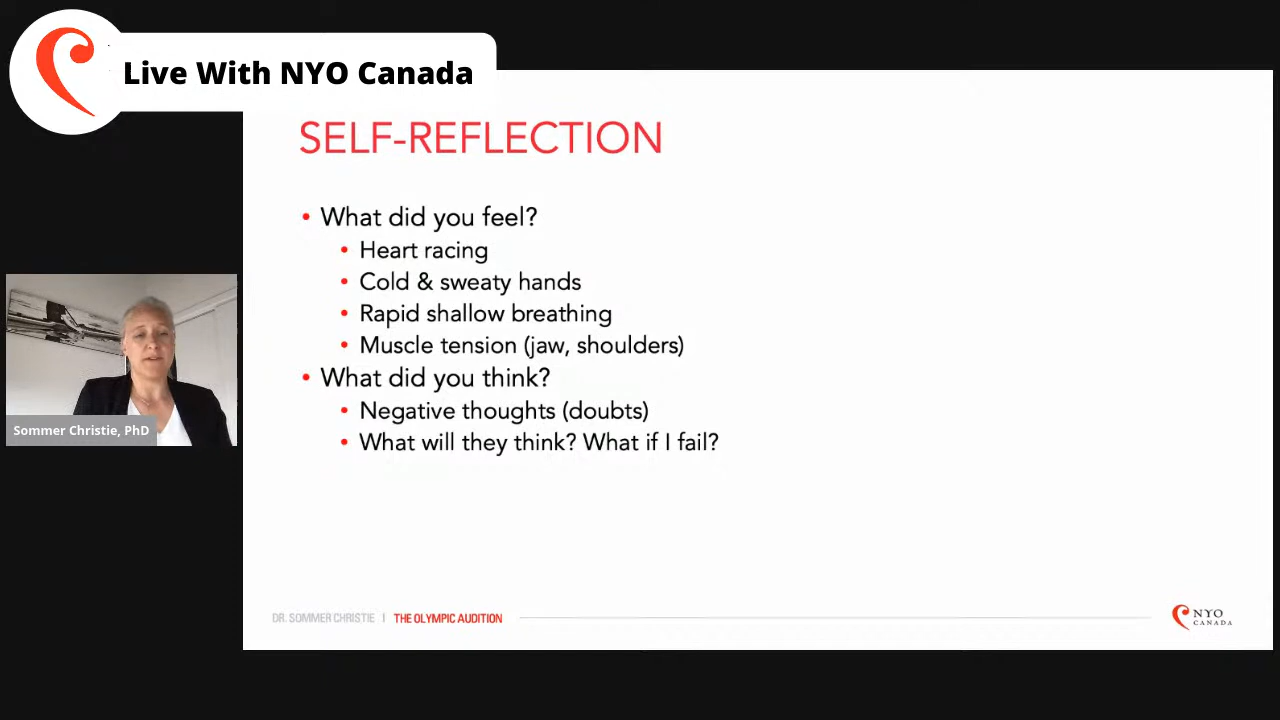 Live With NYO Canada
SELF-REFLECTION
• What did you feel?
• Heart racing
• Cold & sweaty hands
• Rapid shallow breathing
• Muscle tension (jaw, shoulders)
• What did you think?
• Negative thoughts (doubts)
• What will they think? What if I fail?
Sommer Christie, PhD
DR. SOMMER CHRISTIE | THE OLYMPIC AUDITION
NYO
CANADA